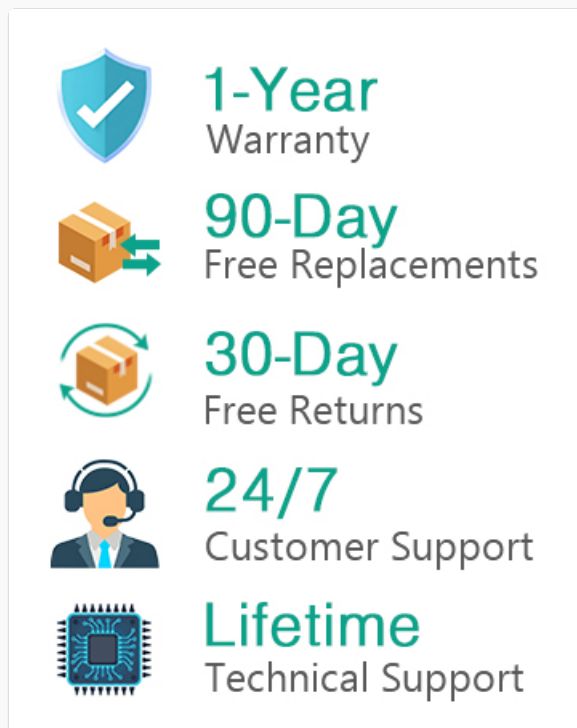 1-Year
Warranty
90-Day
Free Replacements
30-Day
Free Returns
24/7
Customer Support
Lifetime
Technical Support